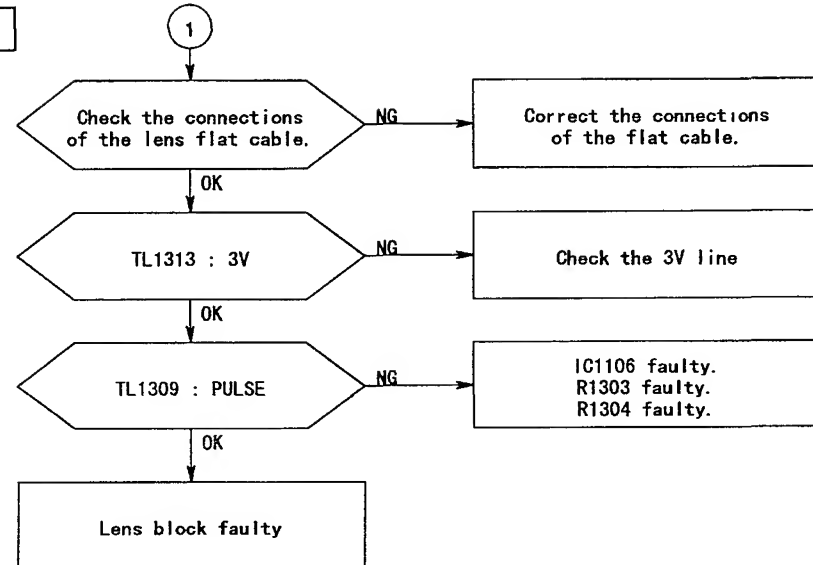 1
Check the connections
of the lens flat cable.
NG
Correct the connections
of the flat cable.
OK
TL1313 : 3V
NG
Check the 3V line
OK
TL1309 : PULSE
NG
IC1106 faulty.
R1303 faulty.
R1304 faulty.
OK
Lens block faulty